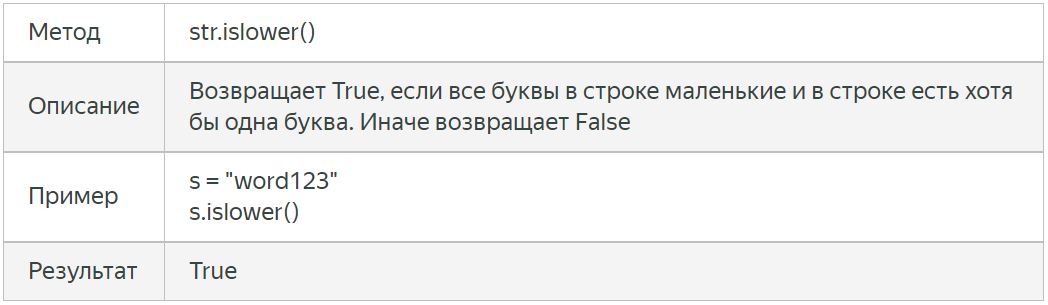 Метод
str.islower()
Описание
Возвращает True, если все буквы в строке маленькие и в строке есть хотя
бы одна буква. Иначе возвращает False
Пример
s = "word123"
s.islower()
Результат
True